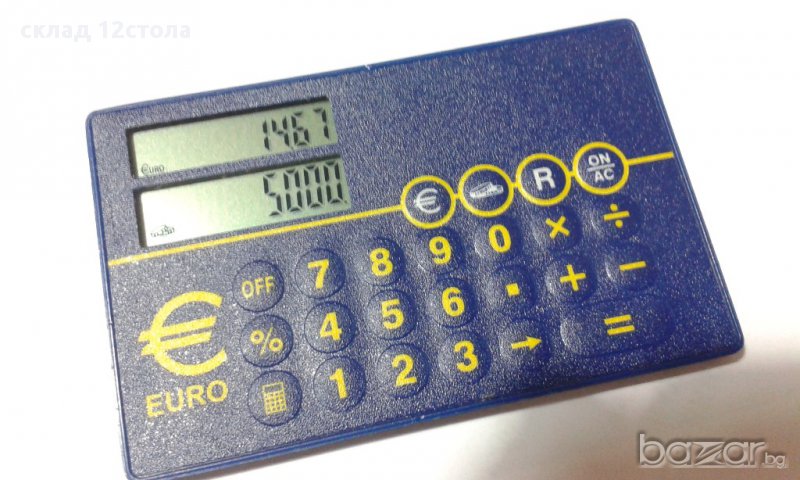 склад 12стола
1467
€URO
5000
€ R ON/AC
OFF 7 8 9 0 × ÷
% 4 5 6 . + −
1 2 3 → =
€
EURO
bazar.bg